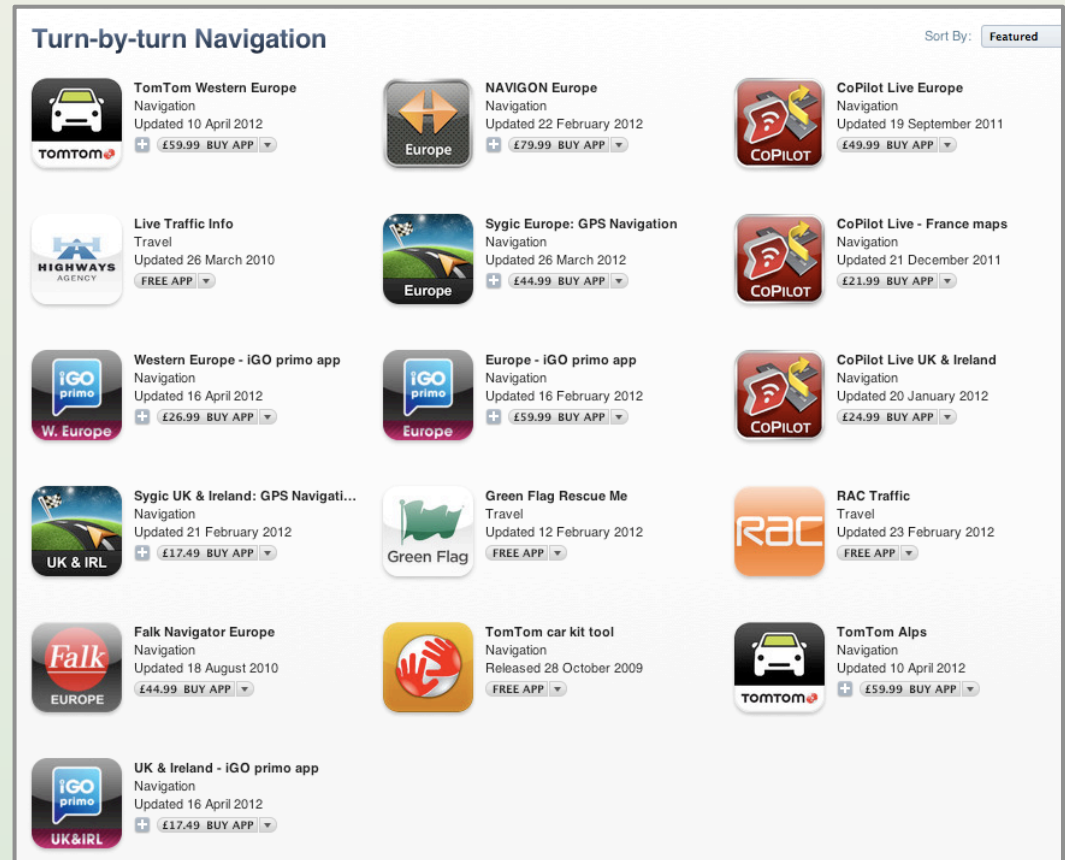 Turn-by-turn Navigation
Sort By: Featured
TOMTOM
TomTom Western Europe
Navigation
Updated 10 April 2012
£59.99 BUY APP
Europe
NAVIGON Europe
Navigation
Updated 22 February 2012
£79.99 BUY APP
COPILOT
CoPilot Live Europe
Navigation
Updated 19 September 2011
£49.99 BUY APP
HIGHWAYS
AGENCY
Live Traffic Info
Travel
Updated 26 March 2010
FREE APP
Europe
Sygic Europe: GPS Navigation
Navigation
Updated 26 March 2012
£44.99 BUY APP
COPILOT
CoPilot Live - France maps
Navigation
Updated 21 December 2011
£21.99 BUY APP
iGO
primo
W. Europe
Western Europe - iGO primo app
Navigation
Updated 16 April 2012
£26.99 BUY APP
iGO
primo
Europe
Europe - iGO primo app
Navigation
Updated 16 February 2012
£59.99 BUY APP
COPILOT
CoPilot Live UK & Ireland
Navigation
Updated 20 January 2012
£24.99 BUY APP
UK & IRL
Sygic UK & Ireland: GPS Navigati...
Navigation
Updated 21 February 2012
£17.49 BUY APP
Green Flag
Green Flag Rescue Me
Travel
Updated 12 February 2012
FREE APP
RAC
RAC Traffic
Travel
Updated 23 February 2012
FREE APP
Falk
EUROPE
Falk Navigator Europe
Navigation
Updated 18 August 2010
£44.99 BUY APP
TomTom car kit tool
Navigation
Released 28 October 2009
FREE APP
TOMTOM
TomTom Alps
Navigation
Updated 10 April 2012
£59.99 BUY APP
iGO
primo
UK&IRL
UK & Ireland - iGO primo app
Navigation
Updated 16 April 2012
£17.49 BUY APP